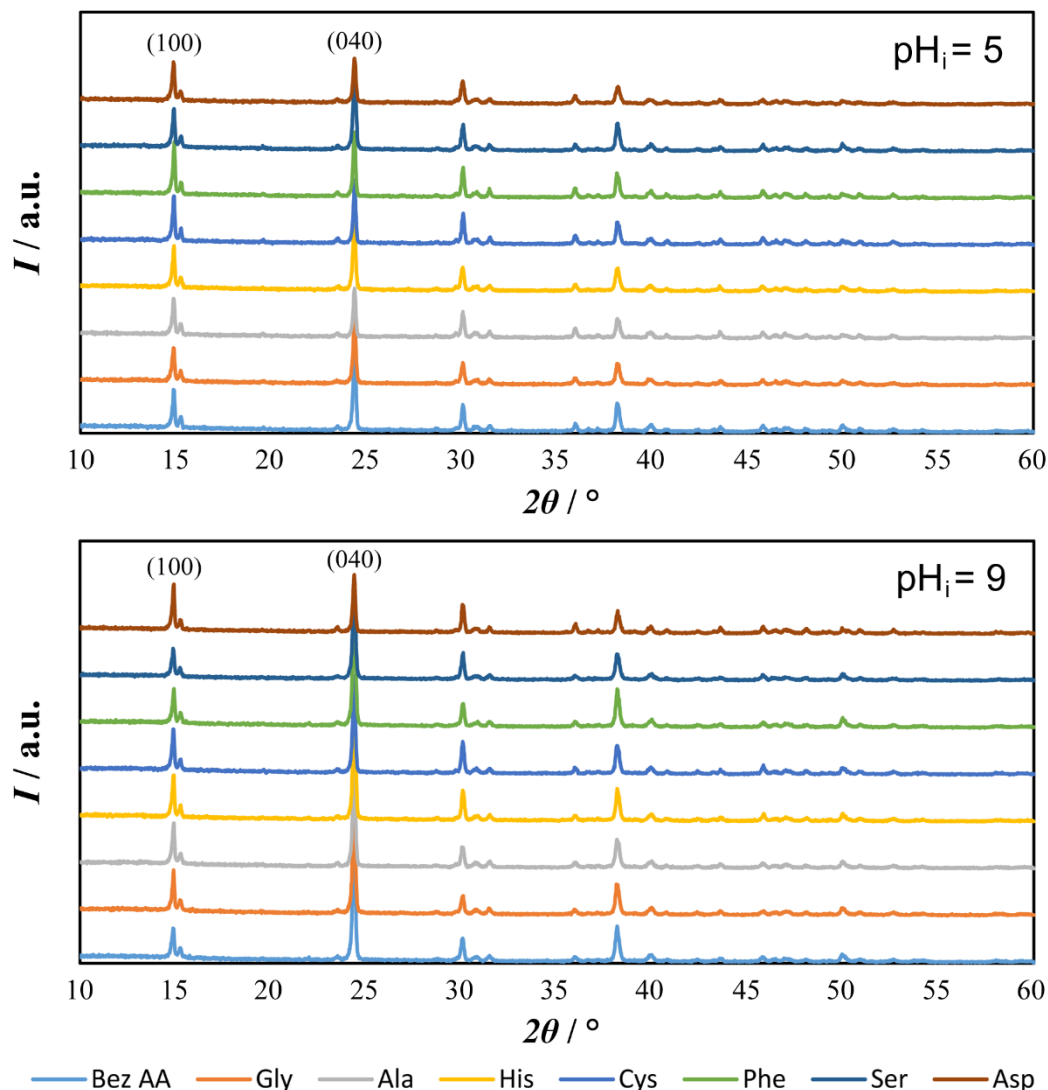 (100) (040) pHᵢ = 5
I / a.u.
10 15 20 25 30 35 40 45 50 55 60
2θ / °
(100) (040) pHᵢ = 9
I / a.u.
10 15 20 25 30 35 40 45 50 55 60
2θ / °
Bez AA Gly Ala His Cys Phe Ser Asp